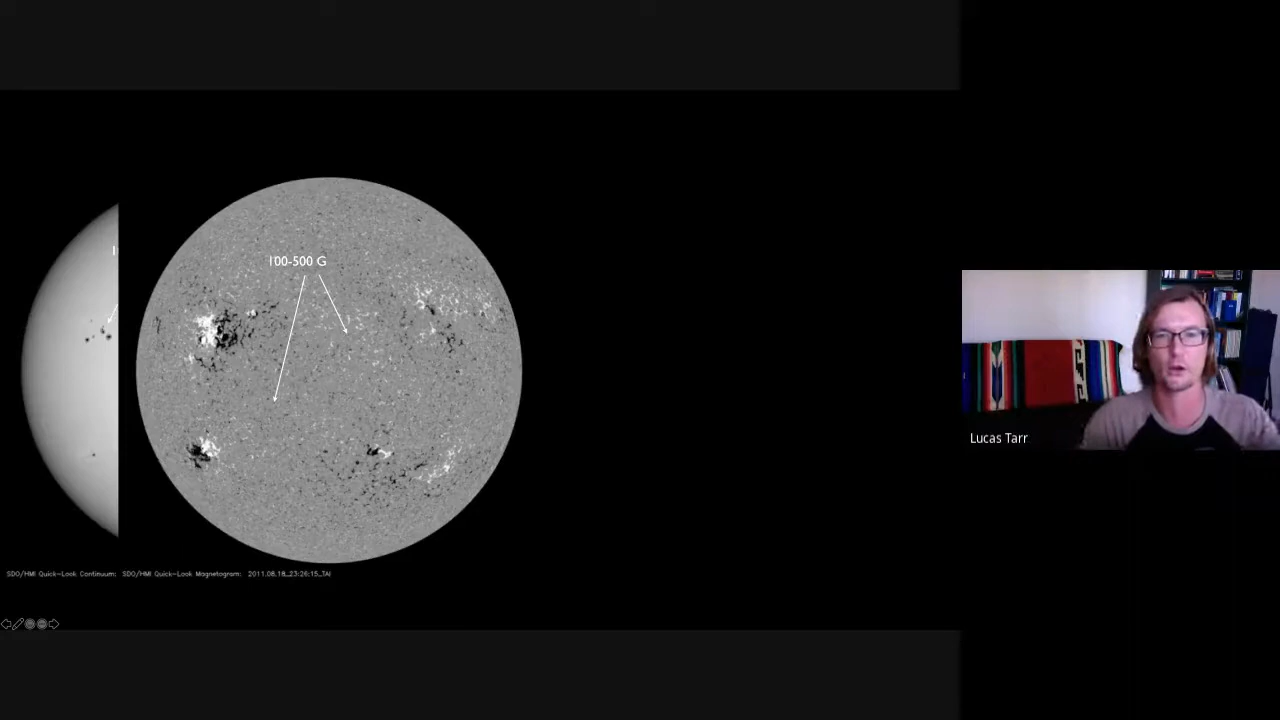 100-500 G
SDO/HMI Quick-Look Continuum: SDO/HMI Quick-Look Magnetogram: 2011.08.18_23:26:15_TAI
Lucas Tarr